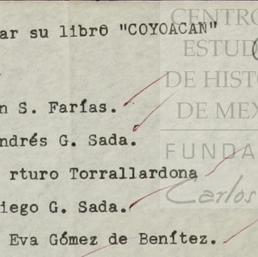 ar su libro "COYOACAN"
n S. Farías.
ndrés G. Sada.
rturo Torrallardona
iego G. Sada.
Eva Gómez de Benítez.
CENTRO
ESTUD
DE HISTO
DE MEX
FUNDA
Carlos